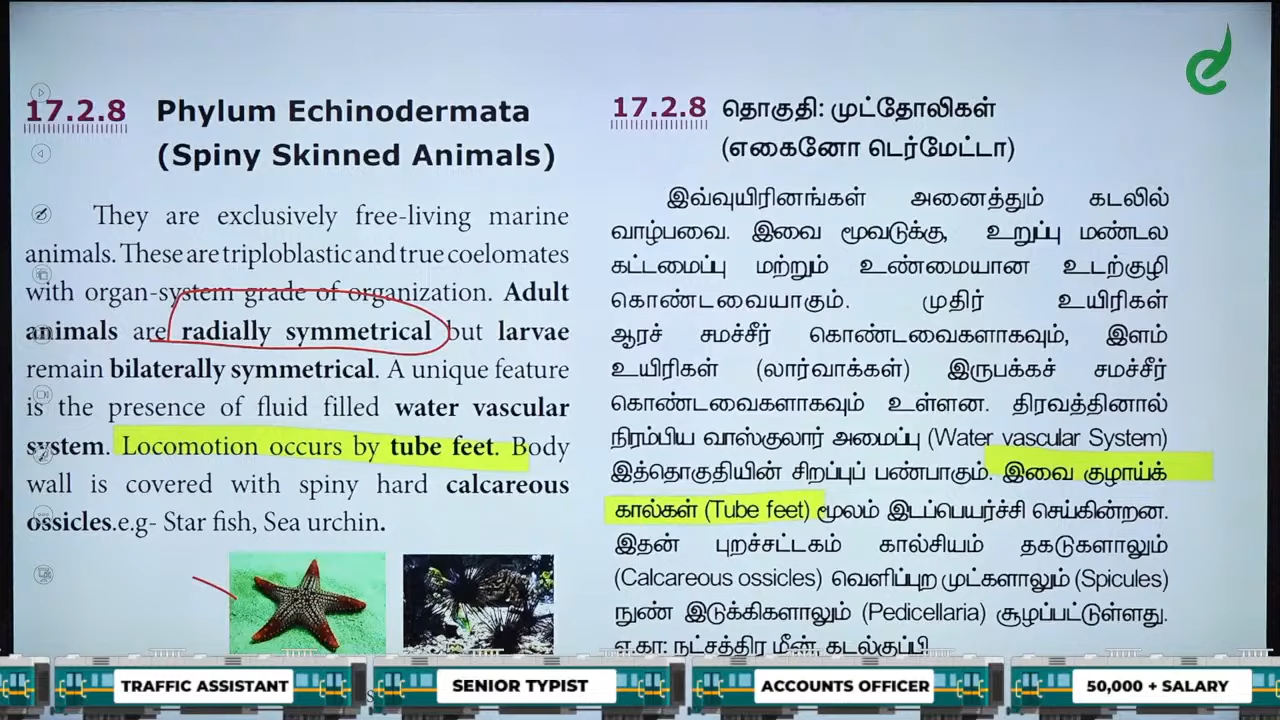 17.2.8 Phylum Echinodermata
(Spiny Skinned Animals)
They are exclusively free-living marine
animals. These are triploblastic and true coelomates
with organ-system grade of organization. Adult
animals are radially symmetrical but larvae
remain bilaterally symmetrical. A unique feature
is the presence of fluid filled water vascular
system. Locomotion occurs by tube feet. Body
wall is covered with spiny hard calcareous
ossicles.e.g- Star fish, Sea urchin.
17.2.8 தொகுதி: முட்தோலிகள்
(எகைனோ டெர்மேட்டா)
இவ்வுயிரினங்கள் அனைத்தும் கடலில்
வாழ்பவை. இவை மூவடுக்கு, உறுப்பு மண்டல
கட்டமைப்பு மற்றும் உண்மையான உடற்குழி
கொண்டவையாகும். முதிர் உயிரிகள்
ஆரச் சமச்சீர் கொண்டவைகளாகவும், இளம்
உயிரிகள் (லார்வாக்கள்) இருபக்கச் சமச்சீர்
கொண்டவைகளாகவும் உள்ளன. திரவத்தினால்
நிரம்பிய வாஸ்குலார் அமைப்பு (Water vascular System)
இத்தொகுதியின் சிறப்புப் பண்பாகும். இவை குழாய்க்
கால்கள் (Tube feet) மூலம் இடப்பெயர்ச்சி செய்கின்றன.
இதன் புறச்சட்டகம் கால்சியம் தகடுகளாலும்
(Calcareous ossicles) வெளிப்புற முட்களாலும் (Spicules)
நுண் இடுக்கிகளாலும் (Pedicellaria) சூழப்பட்டுள்ளது.
எ.கா: நட்சத்திர மீன், கடல்குப்பி
TRAFFIC ASSISTANT
SENIOR TYPIST
ACCOUNTS OFFICER
50,000 + SALARY